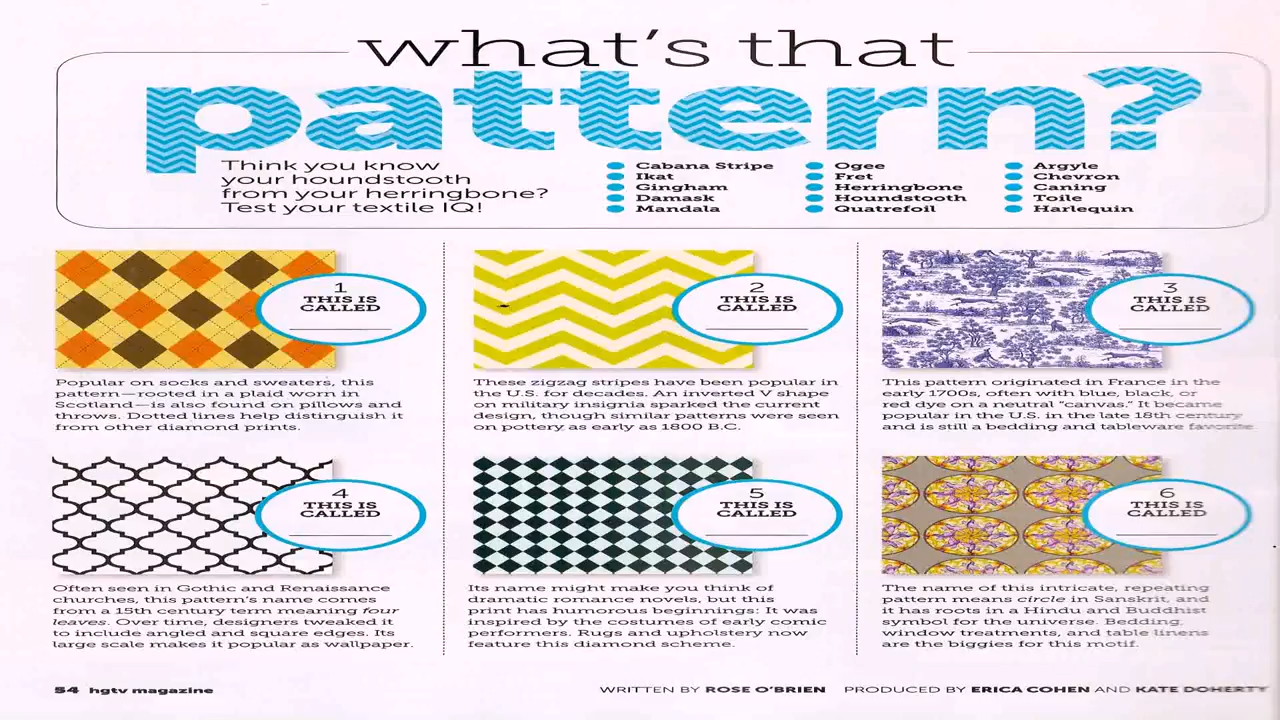 what's that
pattern?
Think you know
your houndstooth
from your herringbone?
Test your textile IQ!
Cabana Stripe
Ikat
Gingham
Damask
Mandala
Ogee
Fret
Herringbone
Houndstooth
Quatrefoil
Argyle
Chevron
Caning
Toile
Harlequin
1
THIS IS
CALLED
Popular on socks and sweaters, this
pattern—rooted in a plaid worn in
Scotland—is also found on pillows and
throws. Dotted lines help distinguish it
from other diamond prints.
2
THIS IS
CALLED
These zigzag stripes have been popular in
the U.S. for decades. An inverted V shape
on military insignia sparked the current
design, though similar patterns were seen
on pottery as early as 1800 B.C.
3
THIS IS
CALLED
This pattern originated in France in the
early 1700s, often with blue, black, or
red dye on a neutral "canvas." It became
popular in the U.S. in the late 18th century
and is still a bedding and tableware favorite
4
THIS IS
CALLED
Often seen in Gothic and Renaissance
churches, this pattern's name comes
from a 15th century term meaning four
leaves. Over time, designers tweaked it
to include angled and square edges. Its
large scale makes it popular as wallpaper.
5
THIS IS
CALLED
Its name might make you think of
dramatic romance novels, but this
print has humorous beginnings: It was
inspired by the costumes of early comic
performers. Rugs and upholstery now
feature this diamond scheme.
6
THIS IS
CALLED
The name of this intricate, repeating
pattern means circle in Sanskrit, and
it has roots in a Hindu and Buddhist
symbol for the universe. Bedding,
window treatments, and table linens
are the biggies for this motif.
54 hgtv magazine
WRITTEN BY ROSE O'BRIEN PRODUCED BY ERICA COHEN AND KATE DOHERTY